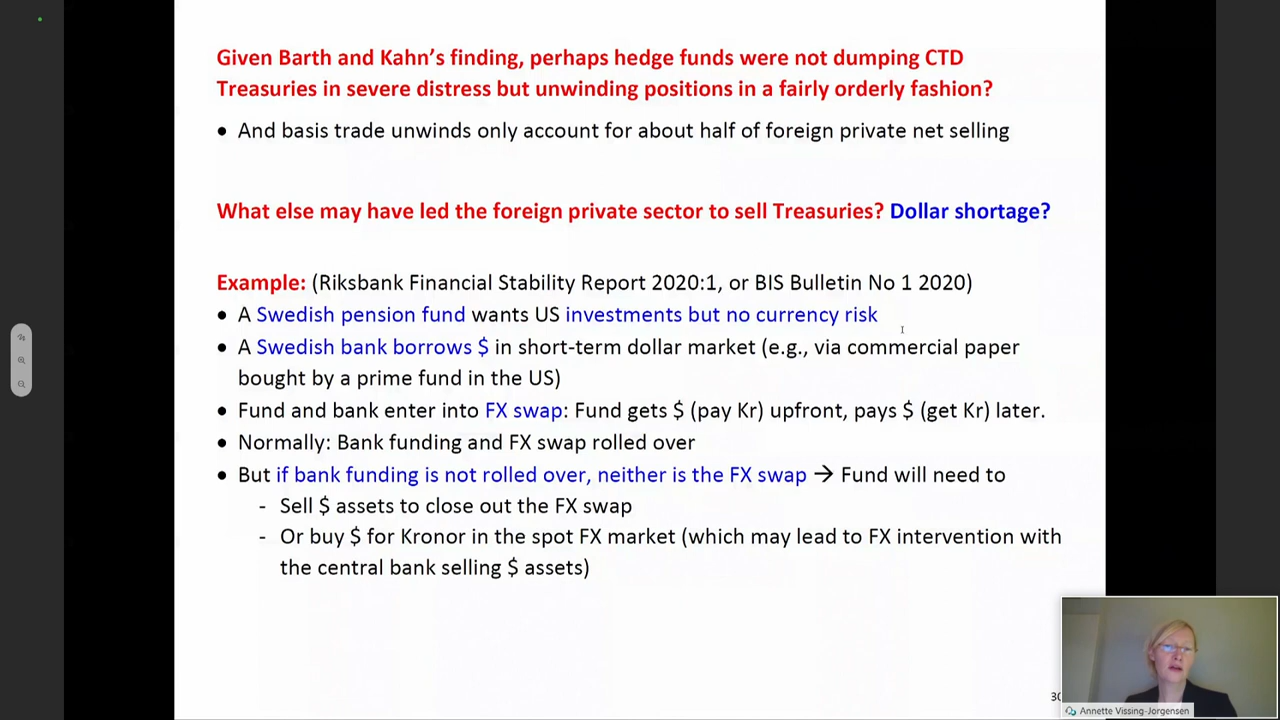 Given Barth and Kahn's finding, perhaps hedge funds were not dumping CTD
Treasuries in severe distress but unwinding positions in a fairly orderly fashion?
• And basis trade unwinds only account for about half of foreign private net selling
What else may have led the foreign private sector to sell Treasuries? Dollar shortage?
Example: (Riksbank Financial Stability Report 2020:1, or BIS Bulletin No 1 2020)
• A Swedish pension fund wants US investments but no currency risk
• A Swedish bank borrows $ in short-term dollar market (e.g., via commercial paper
bought by a prime fund in the US)
• Fund and bank enter into FX swap: Fund gets $ (pay Kr) upfront, pays $ (get Kr) later.
• Normally: Bank funding and FX swap rolled over
• But if bank funding is not rolled over, neither is the FX swap → Fund will need to
- Sell $ assets to close out the FX swap
- Or buy $ for Kronor in the spot FX market (which may lead to FX intervention with
the central bank selling $ assets)
30
Annette Vissing-Jorgensen